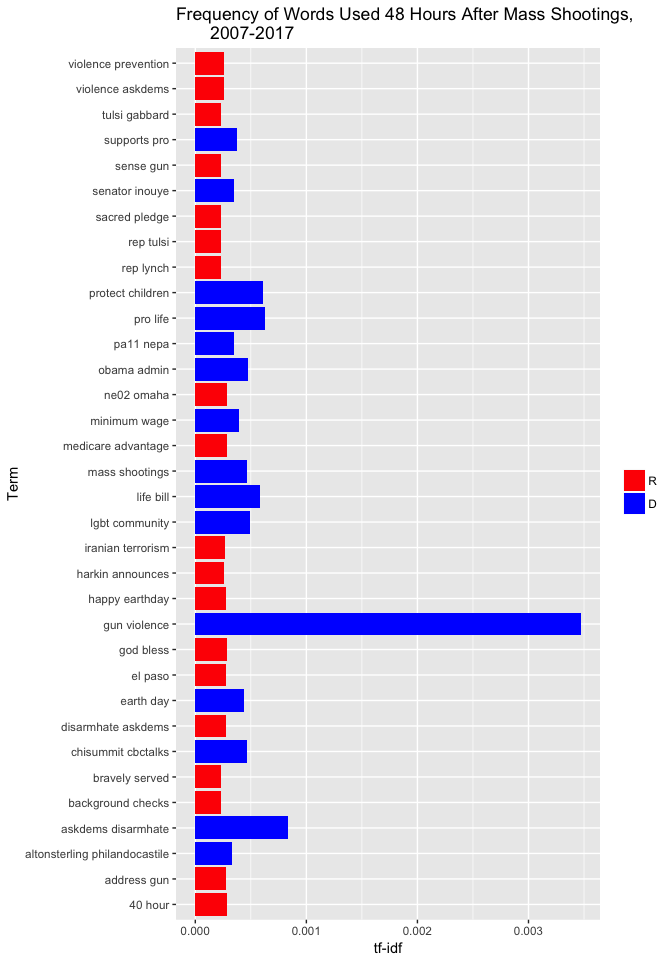 Frequency of Words Used 48 Hours After Mass Shootings,
2007-2017
violence prevention
violence askdems
tulsi gabbard
supports pro
sense gun
senator inouye
sacred pledge
rep tulsi
rep lynch
protect children
pro life
pa11 nepa
obama admin
ne02 omaha
minimum wage
medicare advantage
mass shootings
life bill
lgbt community
iranian terrorism
harkin announces
happy earthday
gun violence
god bless
el paso
earth day
disarmhate askdems
chisummit cbctalks
bravely served
background checks
askdems disarmhate
altonsterling philandocastile
address gun
40 hour
Term
0.000 0.001 0.002 0.003
tf-idf
R
D